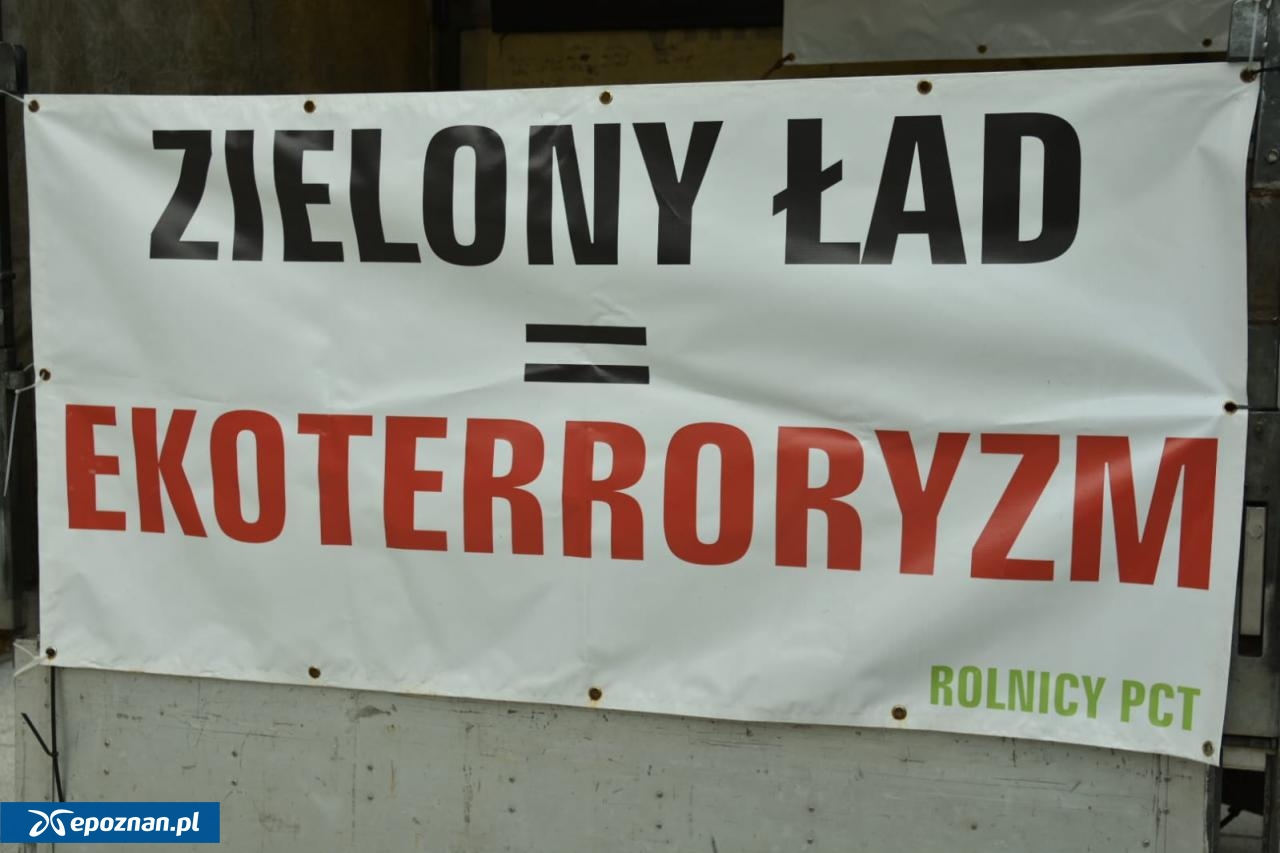 ZIELONY ŁAD
=
EKOTERRORYZM
ROLNICY PCT
epoznan.pl